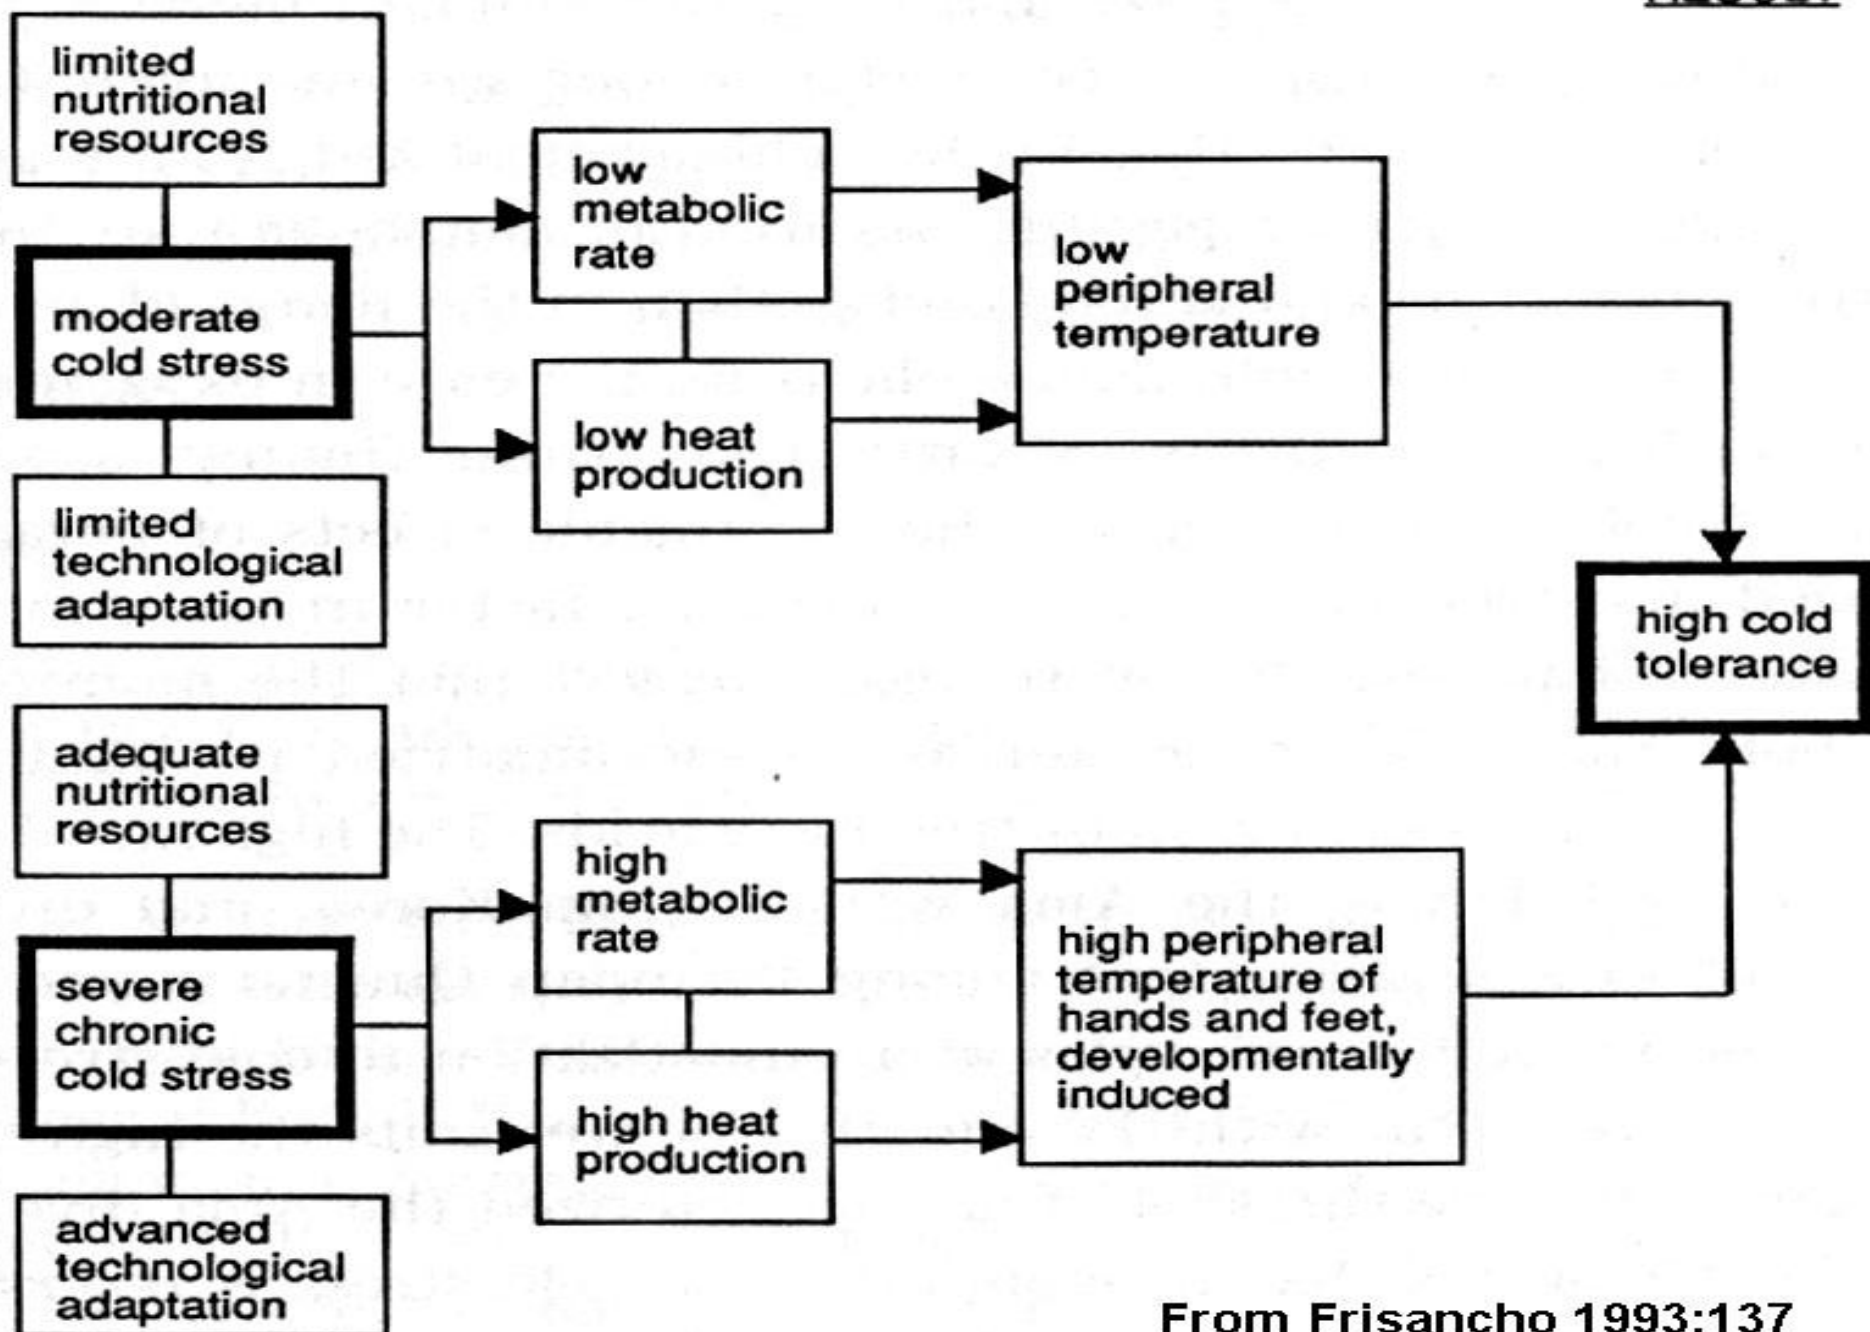 limited
nutritional
resources
moderate
cold stress
limited
technological
adaptation
low
metabolic
rate
low heat
production
low
peripheral
temperature
high cold
tolerance
adequate
nutritional
resources
severe
chronic
cold stress
advanced
technological
adaptation
high
metabolic
rate
high heat
production
high peripheral
temperature of
hands and feet,
developmentally
induced
From Frisancho 1993:137